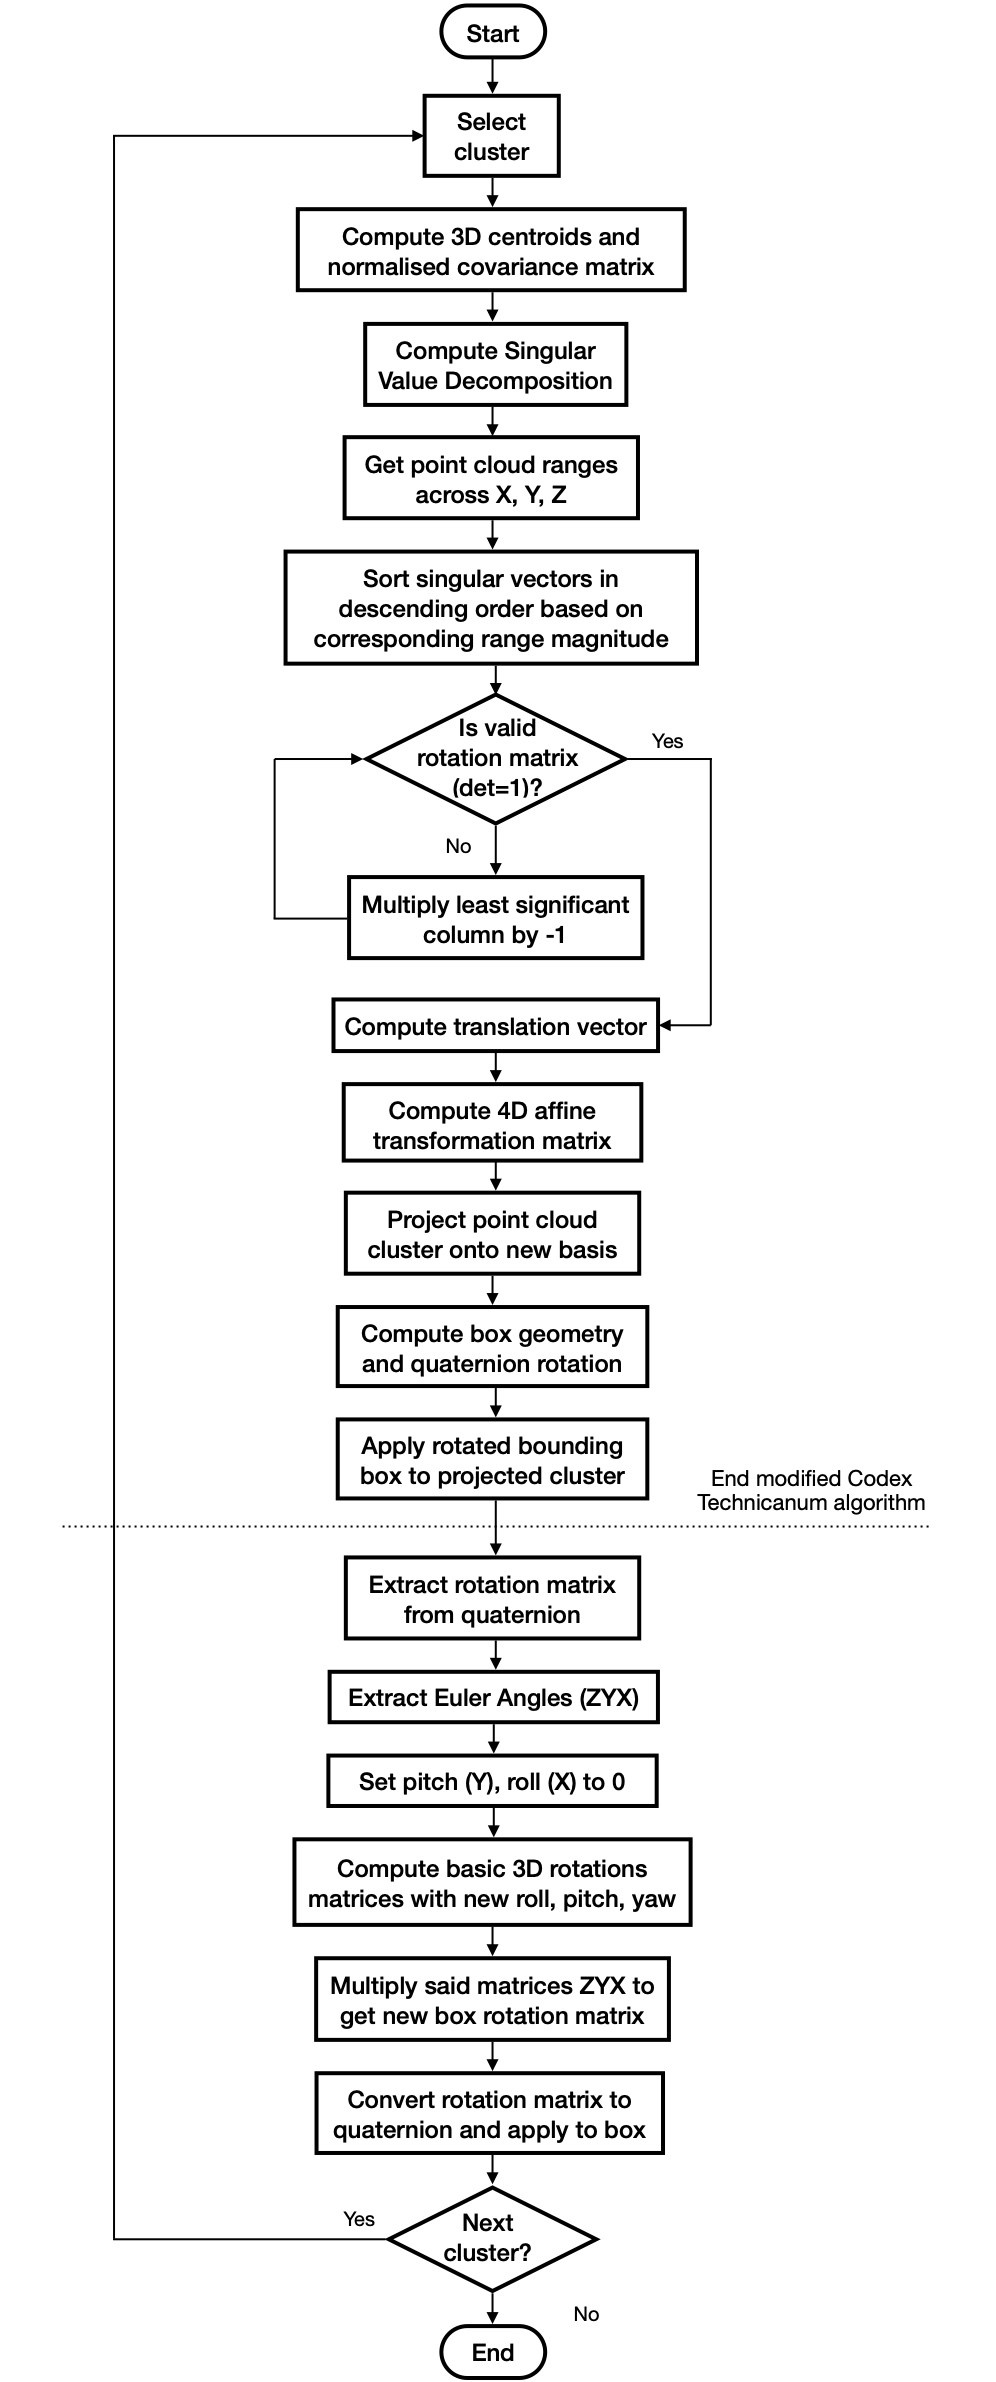 Start
Select
cluster
Compute 3D centroids and
normalised covariance matrix
Compute Singular
Value Decomposition
Get point cloud ranges
across X, Y, Z
Sort singular vectors in
descending order based on
corresponding range magnitude
Is valid
rotation matrix
(det=1)?
Yes
No
Multiply least significant
column by -1
Compute translation vector
Compute 4D affine
transformation matrix
Project point cloud
cluster onto new basis
Compute box geometry
and quaternion rotation
Apply rotated bounding
box to projected cluster
End modified Codex
Technicanum algorithm
Extract rotation matrix
from quaternion
Extract Euler Angles (ZYX)
Set pitch (Y), roll (X) to 0
Compute basic 3D rotations
matrices with new roll, pitch, yaw
Multiply said matrices ZYX to
get new box rotation matrix
Convert rotation matrix to
quaternion and apply to box
Yes
Next
cluster?
No
End